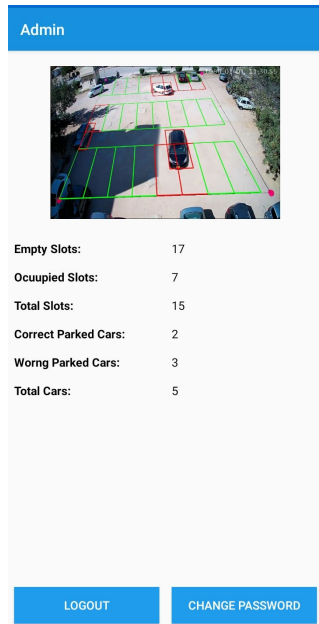 Admin
Empty Slots: 17
Ocuupied Slots: 7
Total Slots: 15
Correct Parked Cars: 2
Worng Parked Cars: 3
Total Cars: 5
LOGOUT CHANGE PASSWORD